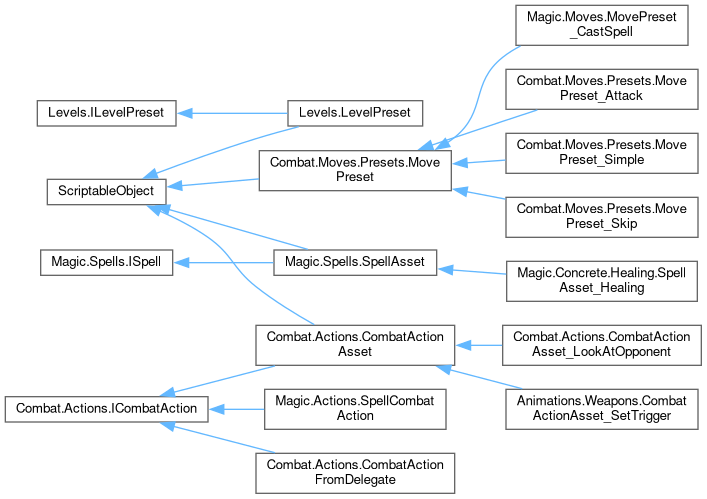 Magic.Moves.MovePreset
_CastSpell
Combat.Moves.Presets.Move
Preset_Attack
Levels.ILevelPreset
Levels.LevelPreset
Combat.Moves.Presets.Move
Preset_Simple
Combat.Moves.Presets.Move
Preset
ScriptableObject
Combat.Moves.Presets.Move
Preset_Skip
Magic.Spells.ISpell
Magic.Spells.SpellAsset
Magic.Concrete.Healing.Spell
Asset_Healing
Combat.Actions.CombatAction
Asset
Combat.Actions.CombatAction
Asset_LookAtOpponent
Combat.Actions.ICombatAction
Magic.Actions.SpellCombat
Action
Animations.Weapons.Combat
ActionAsset_SetTrigger
Combat.Actions.CombatAction
FromDelegate